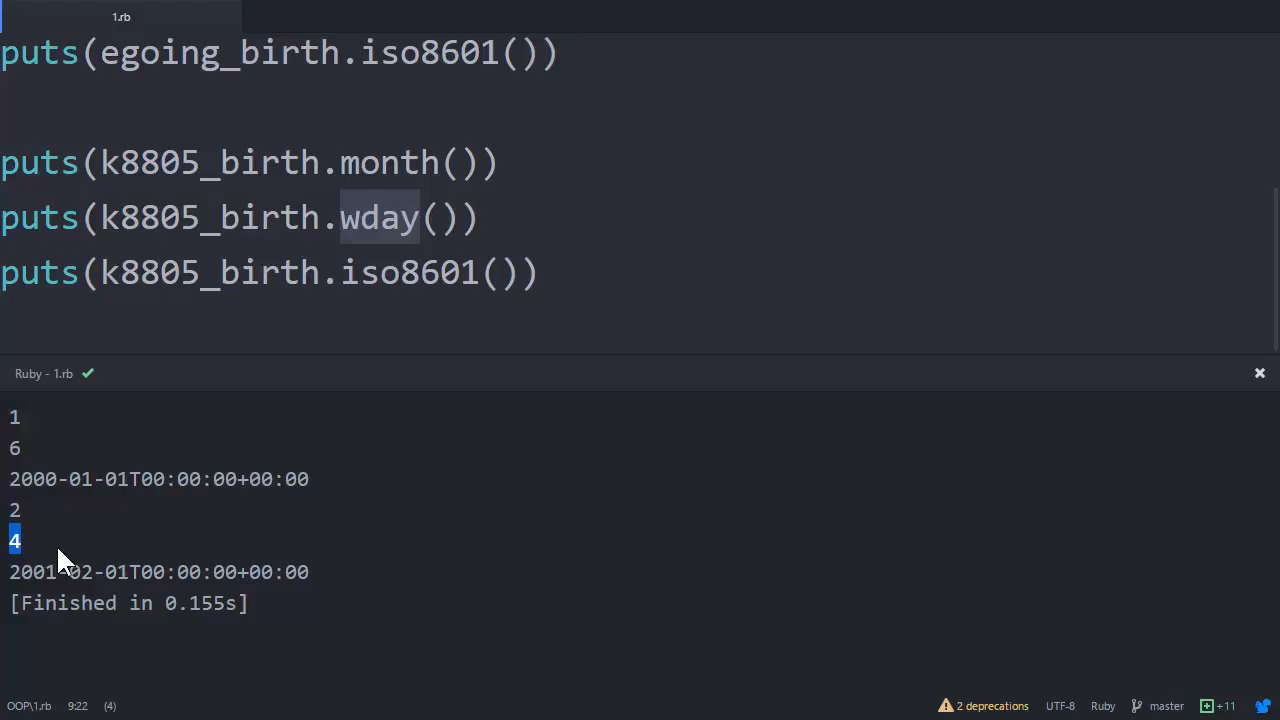 1.rb
puts(egoing_birth.iso8601())
puts(k8805_birth.month())
puts(k8805_birth.wday())
puts(k8805_birth.iso8601())
Ruby - 1.rb
1
6
2000-01-01T00:00:00+00:00
2
4
2001-02-01T00:00:00+00:00
[Finished in 0.155s]
OOP\1.rb 9:22 (4) 2 deprecations UTF-8 Ruby master +11